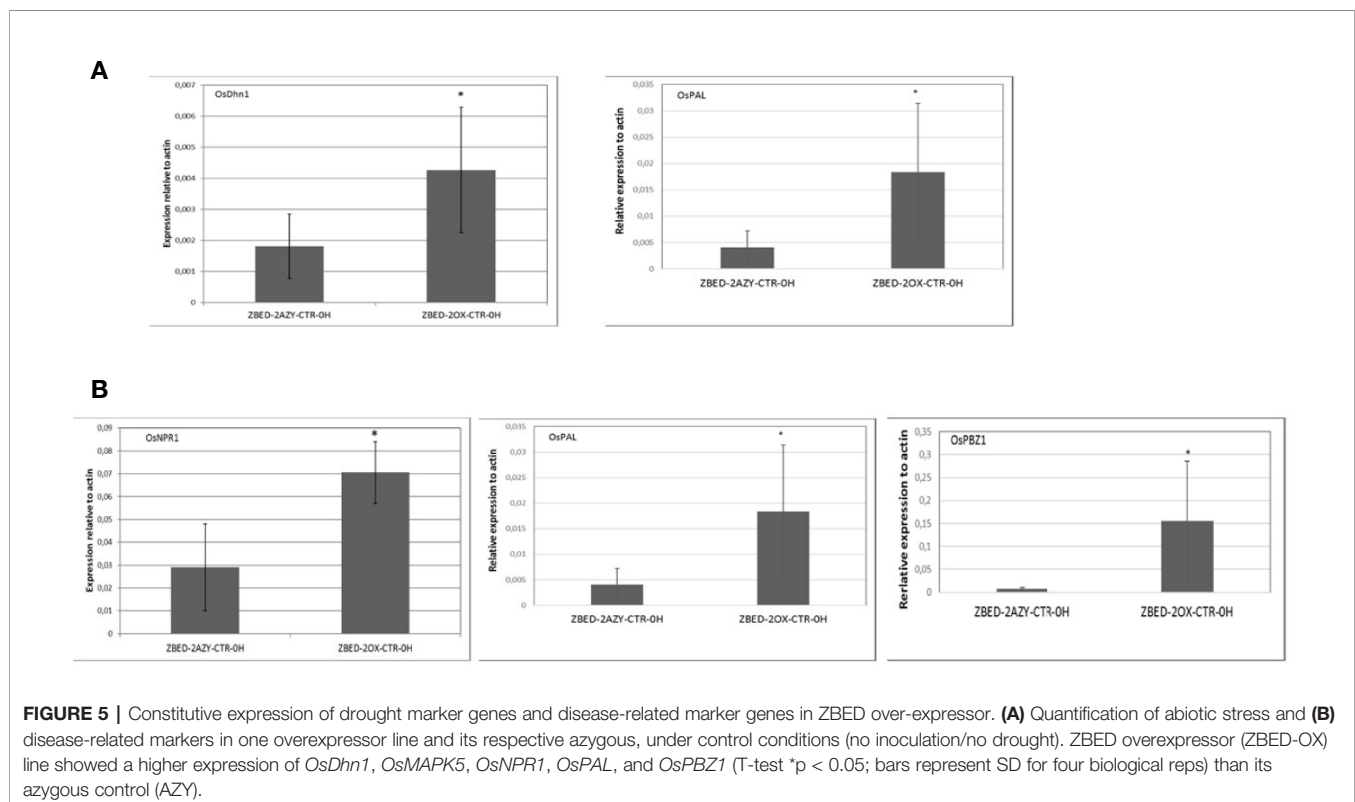 A
OsDhn1
*
Expression relative to actin
0,007
0,006
0,005
0,004
0,003
0,002
0,001
0
ZBED-2AZY-CTR-0H
ZBED-2OX-CTR-0H
OsPAL
*
Relative expression to actin
0,035
0,03
0,025
0,02
0,015
0,01
0,005
0
ZBED-2AZY-CTR-0H
ZBED-2OX-CTR-0H
B
OsNPR1
*
Expression relative to actin
0,09
0,08
0,07
0,06
0,05
0,04
0,03
0,02
0,01
0
ZBED-2AZY-CTR-0H
ZBED-2OX-CTR-0H
OsPAL
*
Relative expression to actin
0,035
0,03
0,025
0,02
0,015
0,01
0,005
0
ZBED-2AZY-CTR-0H
ZBED-2OX-CTR-0H
OsPBZ1
*
Rerlative expression to actin
0,35
0,3
0,25
0,2
0,15
0,1
0,05
0
ZBED-2AZY-CTR-0H
ZBED-2OX-CTR-0H
FIGURE 5 | Constitutive expression of drought marker genes and disease-related marker genes in ZBED over-expressor. (A) Quantification of abiotic stress and (B)
disease-related markers in one overexpressor line and its respective azygous, under control conditions (no inoculation/no drought). ZBED overexpressor (ZBED-OX)
line showed a higher expression of OsDhn1, OsMAPK5, OsNPR1, OsPAL, and OsPBZ1 (T-test *p < 0.05; bars represent SD for four biological reps) than its
azygous control (AZY).